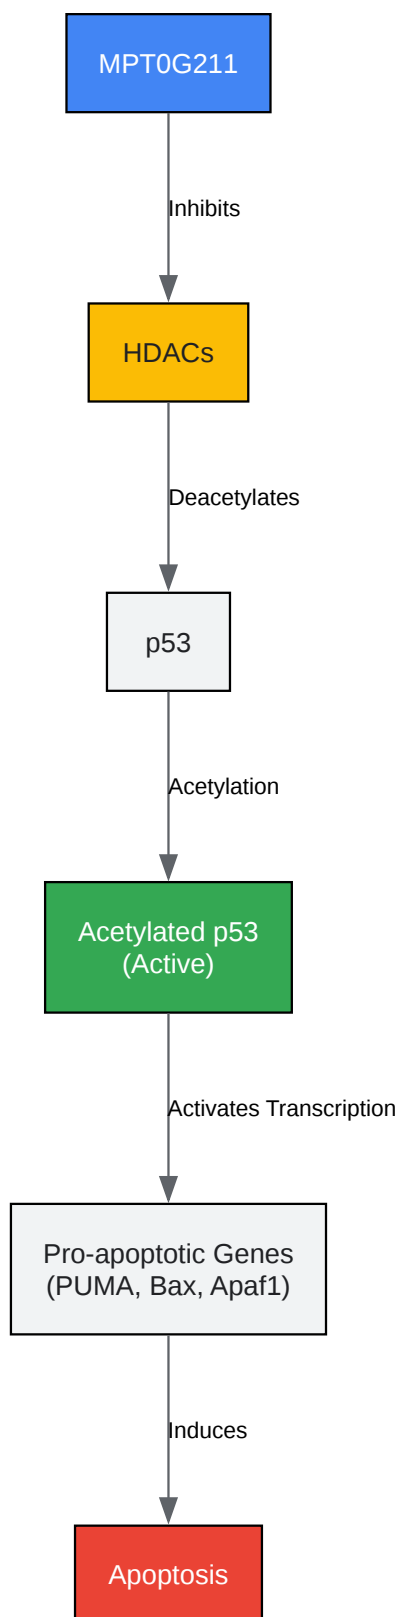 MPT0G211
Inhibits
HDACs
Deacetylates
p53
Acetylation
Acetylated p53
(Active)
Activates Transcription
Pro-apoptotic Genes
(PUMA, Bax, Apaf1)
Induces
Apoptosis